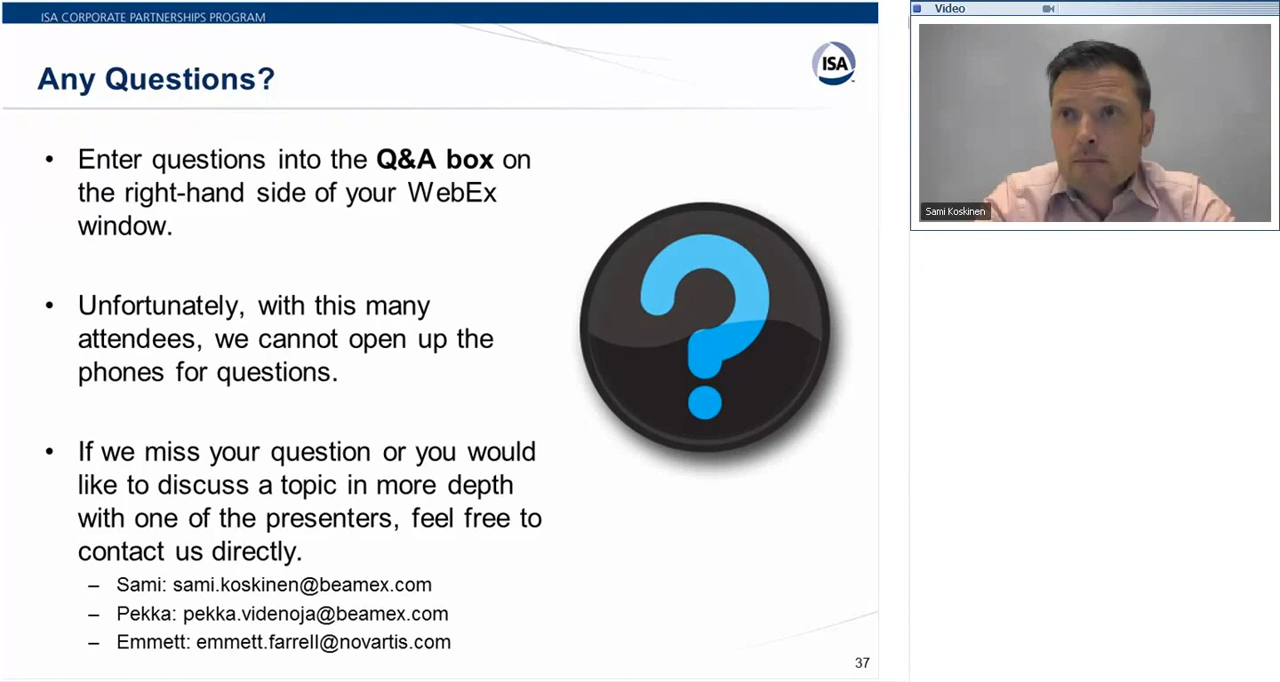 ISA CORPORATE PARTNERSHIPS PROGRAM
Any Questions?
ISA
• Enter questions into the Q&A box on
the right-hand side of your WebEx
window.
• Unfortunately, with this many
attendees, we cannot open up the
phones for questions.
• If we miss your question or you would
like to discuss a topic in more depth
with one of the presenters, feel free to
contact us directly.
– Sami: sami.koskinen@beamex.com
– Pekka: pekka.videnoja@beamex.com
– Emmett: emmett.farrell@novartis.com
37
Video
Sami Koskinen